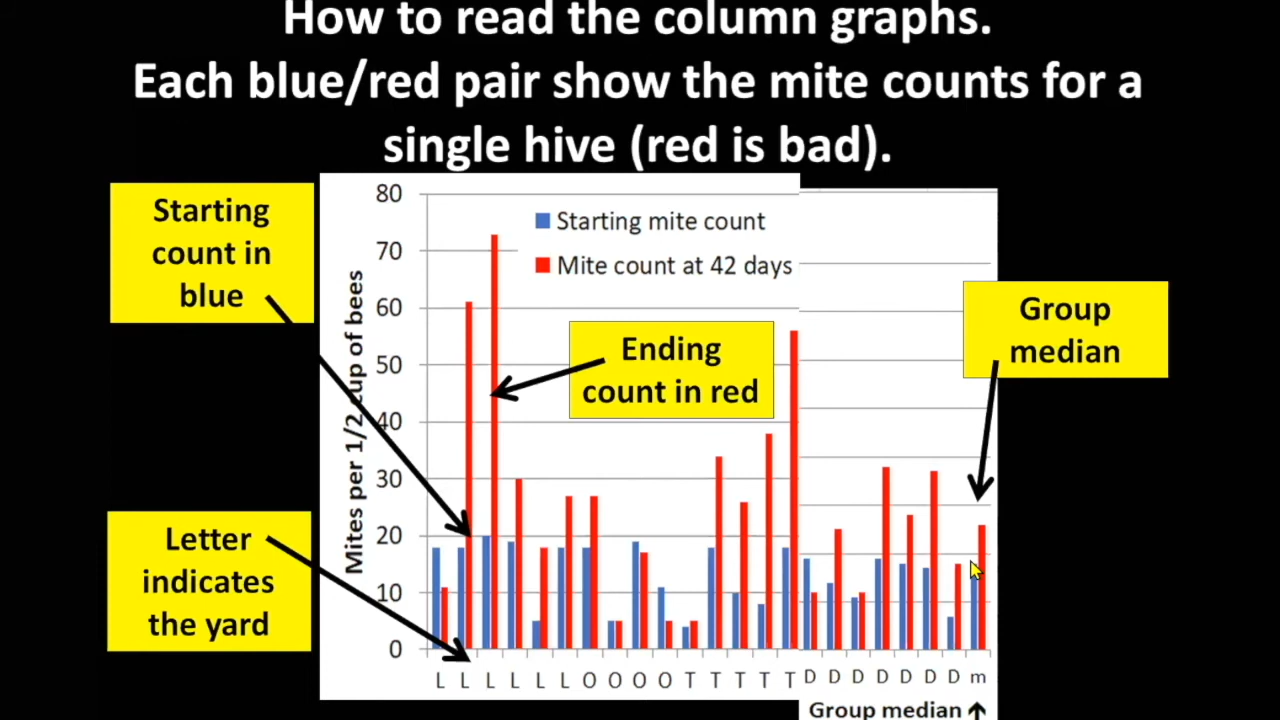 How to read the column graphs.
Each blue/red pair show the mite counts for a
single hive (red is bad).
Starting
count in
blue
Letter
indicates
the yard
Mites per 1/2 cup of bees
80
70
60
50
40
30
20
10
0
Starting mite count
Mite count at 42 days
Ending
count in red
Group
median
L L L L L L O O O O T T T T T D D D D D D D m
Group median ↑